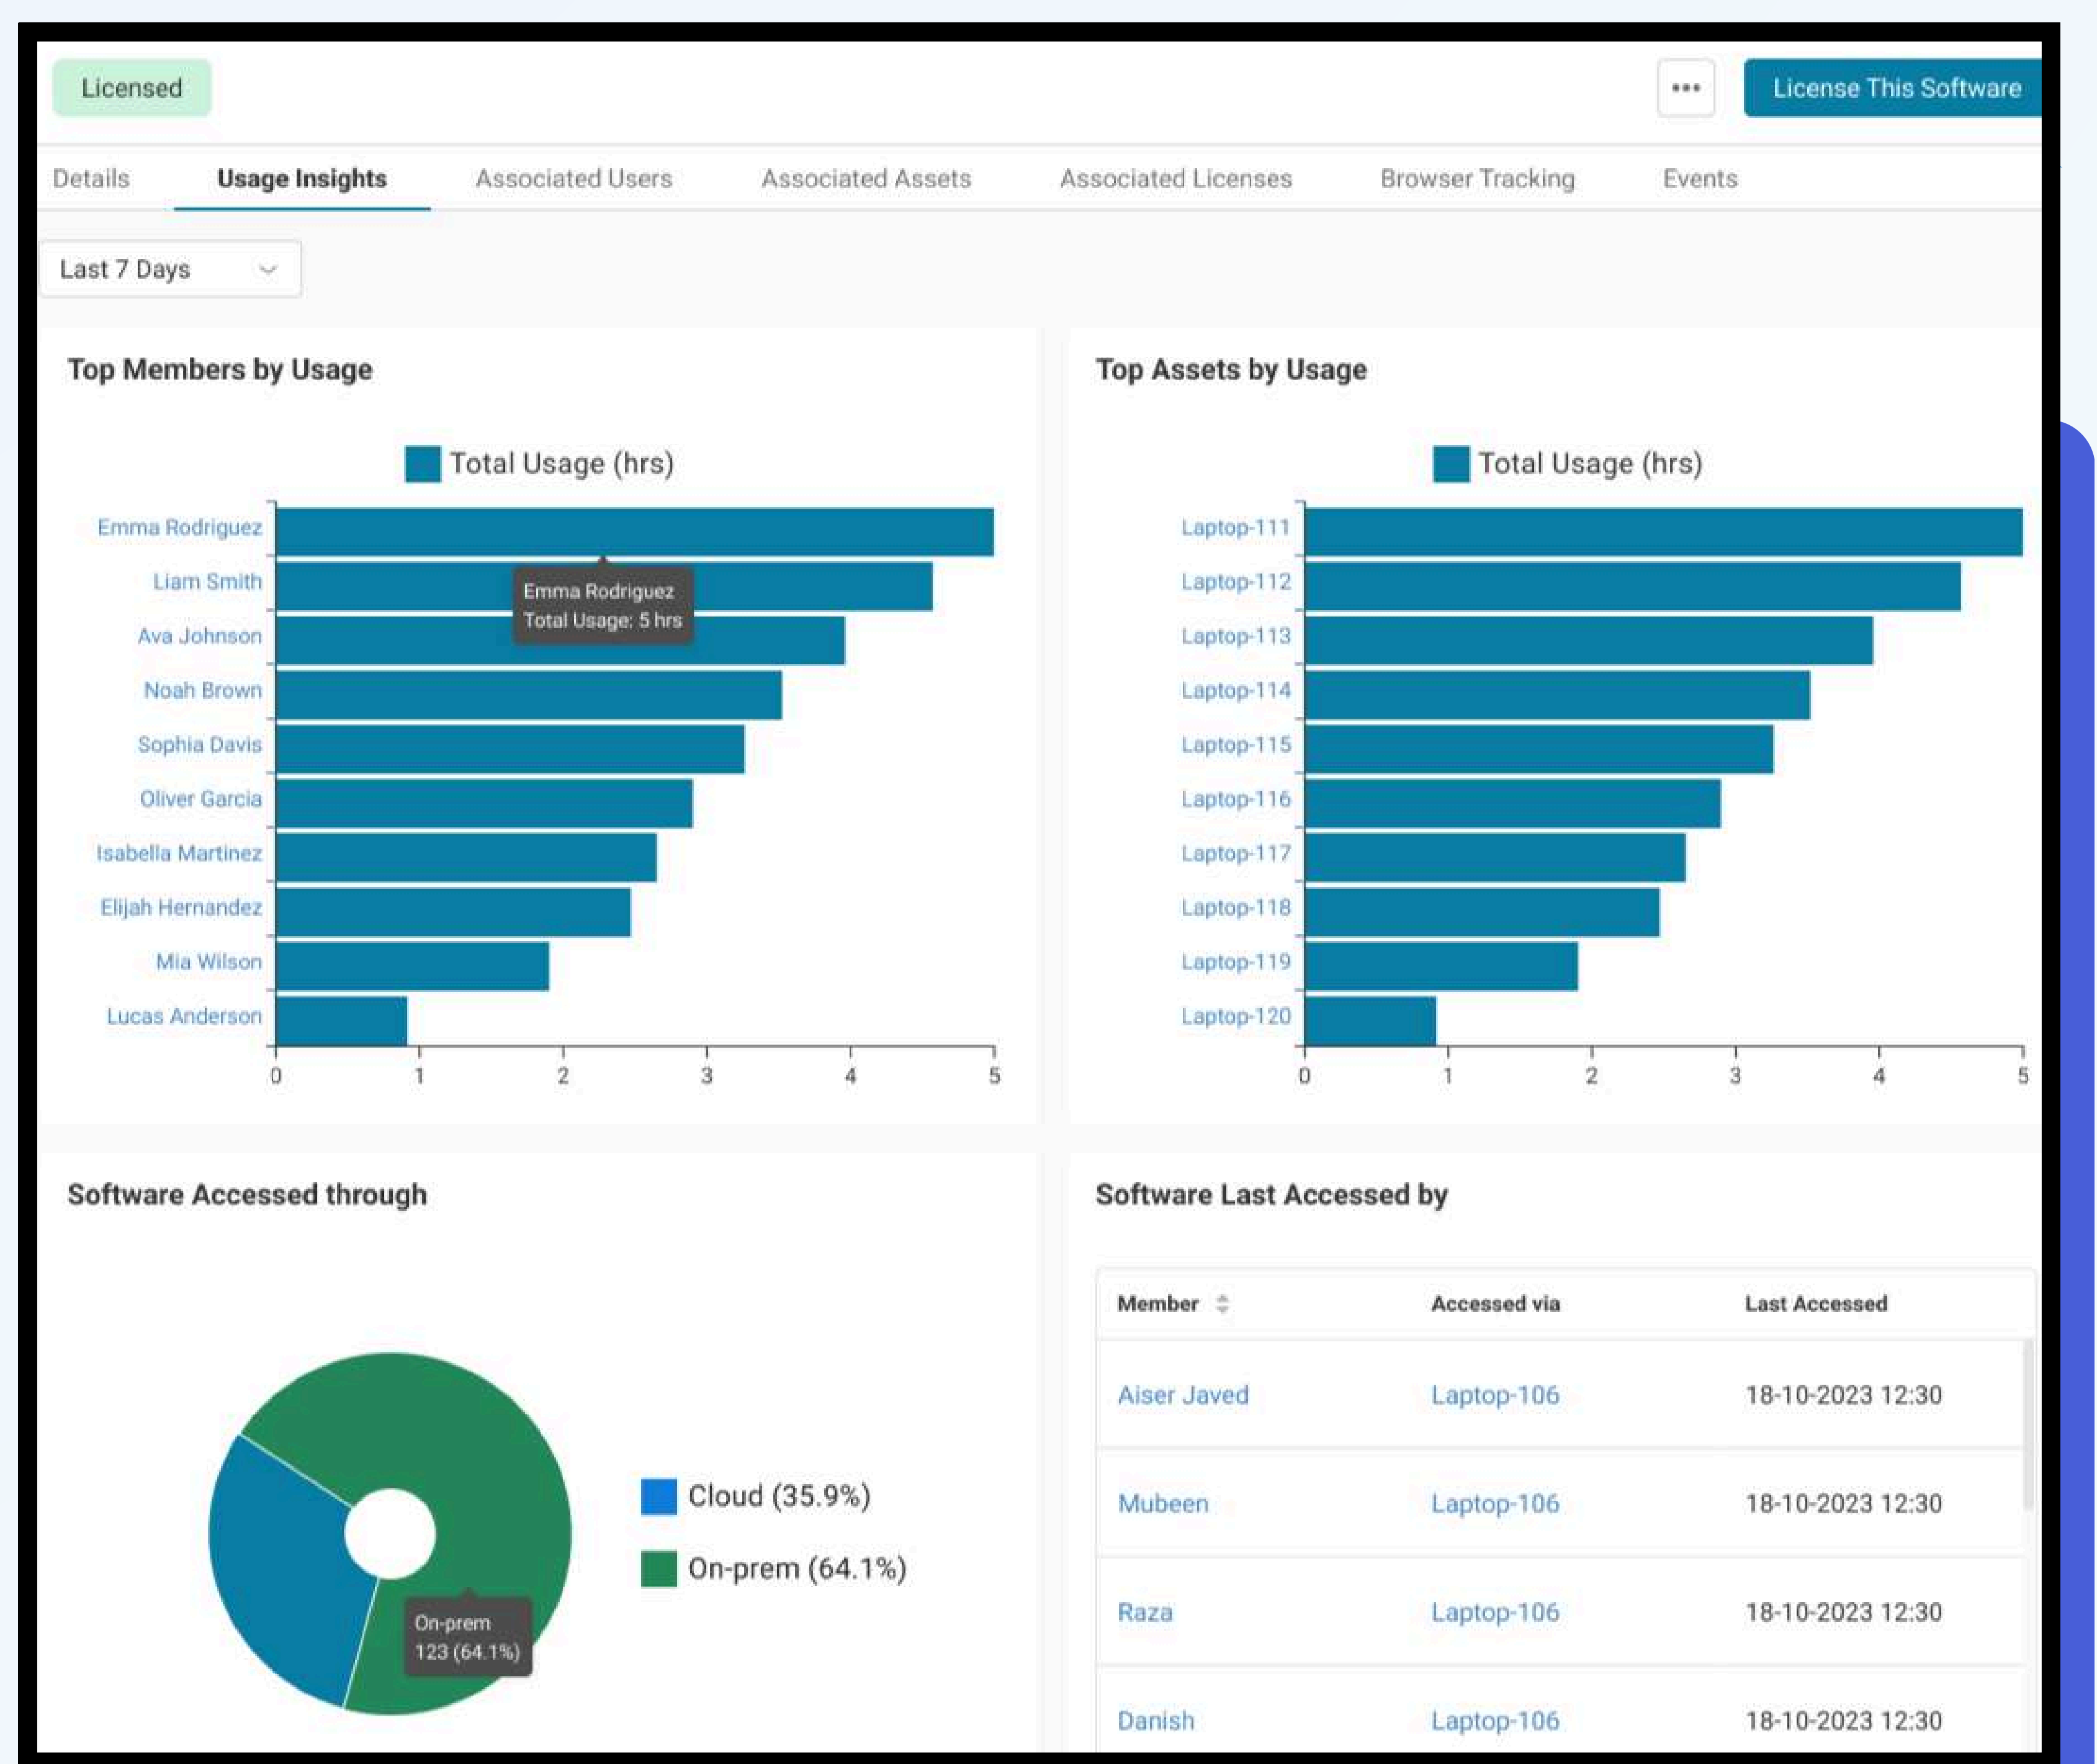 Licensed
License This Software
Details
Usage Insights
Associated Users
Associated Assets
Associated Licenses
Browser Tracking
Events
Last 7 Days
Top Members by Usage
Total Usage (hrs)
Emma Rodriguez
Liam Smith
Ava Johnson
Noah Brown
Sophia Davis
Oliver Garcia
Isabella Martinez
Elijah Hernandez
Mia Wilson
Lucas Anderson
Emma Rodriguez
Total Usage: 5 hrs
0 1 2 3 4 5
Top Assets by Usage
Total Usage (hrs)
Laptop-111
Laptop-112
Laptop-113
Laptop-114
Laptop-115
Laptop-116
Laptop-117
Laptop-118
Laptop-119
Laptop-120
0 1 2 3 4 5
Software Accessed through
Cloud (35.9%)
On-prem (64.1%)
On-prem
123 (64.1%)
Software Last Accessed by
Member Accessed via Last Accessed
Aiser Javed Laptop-106 18-10-2023 12:30
Mubeen Laptop-106 18-10-2023 12:30
Raza Laptop-106 18-10-2023 12:30
Danish Laptop-106 18-10-2023 12:30